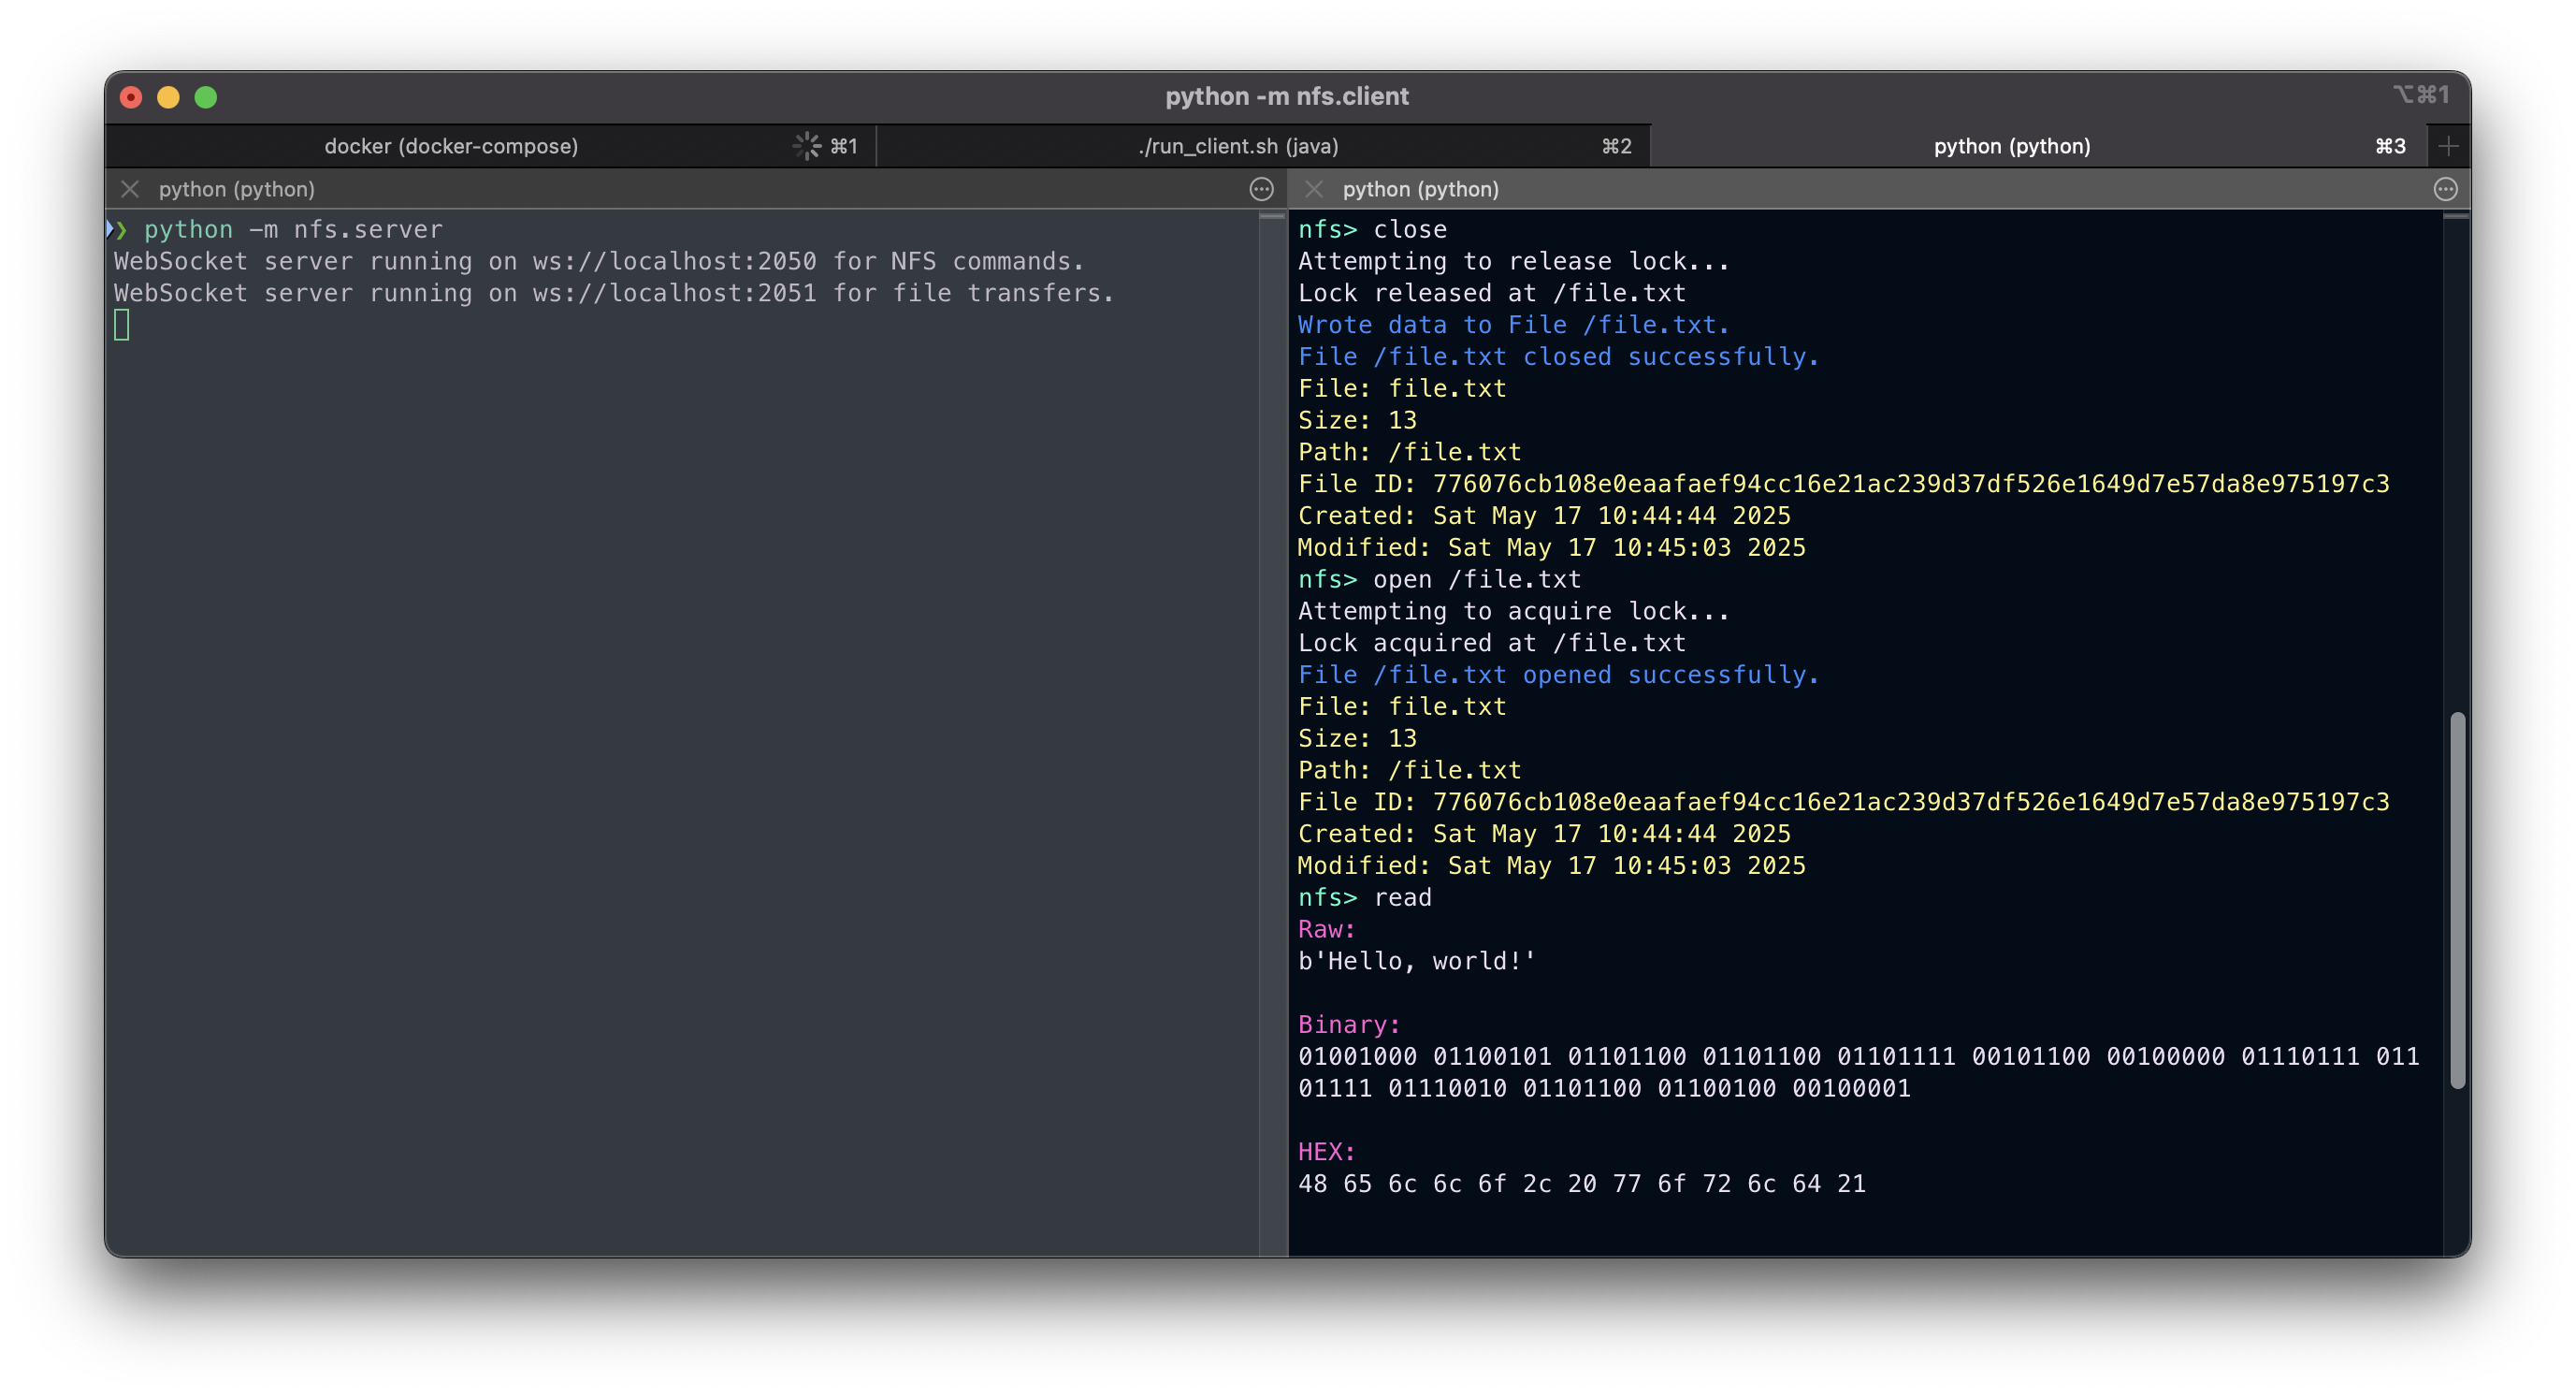 python -m nfs.client
⌥⌘1
docker (docker-compose) ⌘1
./run_client.sh (java) ⌘2
python (python) ⌘3
python (python)
❯ python -m nfs.server
WebSocket server running on ws://localhost:2050 for NFS commands.
WebSocket server running on ws://localhost:2051 for file transfers.
python (python)
nfs> close
Attempting to release lock...
Lock released at /file.txt
Wrote data to File /file.txt.
File /file.txt closed successfully.
File: file.txt
Size: 13
Path: /file.txt
File ID: 776076cb108e0eaafaef94cc16e21ac239d37df526e1649d7e57da8e975197c3
Created: Sat May 17 10:44:44 2025
Modified: Sat May 17 10:45:03 2025
nfs> open /file.txt
Attempting to acquire lock...
Lock acquired at /file.txt
File /file.txt opened successfully.
File: file.txt
Size: 13
Path: /file.txt
File ID: 776076cb108e0eaafaef94cc16e21ac239d37df526e1649d7e57da8e975197c3
Created: Sat May 17 10:44:44 2025
Modified: Sat May 17 10:45:03 2025
nfs> read
Raw:
b'Hello, world!'
Binary:
01001000 01100101 01101100 01101100 01101111 00101100 00100000 01110111 011
01111 01110010 01101100 01100100 00100001
HEX:
48 65 6c 6c 6f 2c 20 77 6f 72 6c 64 21